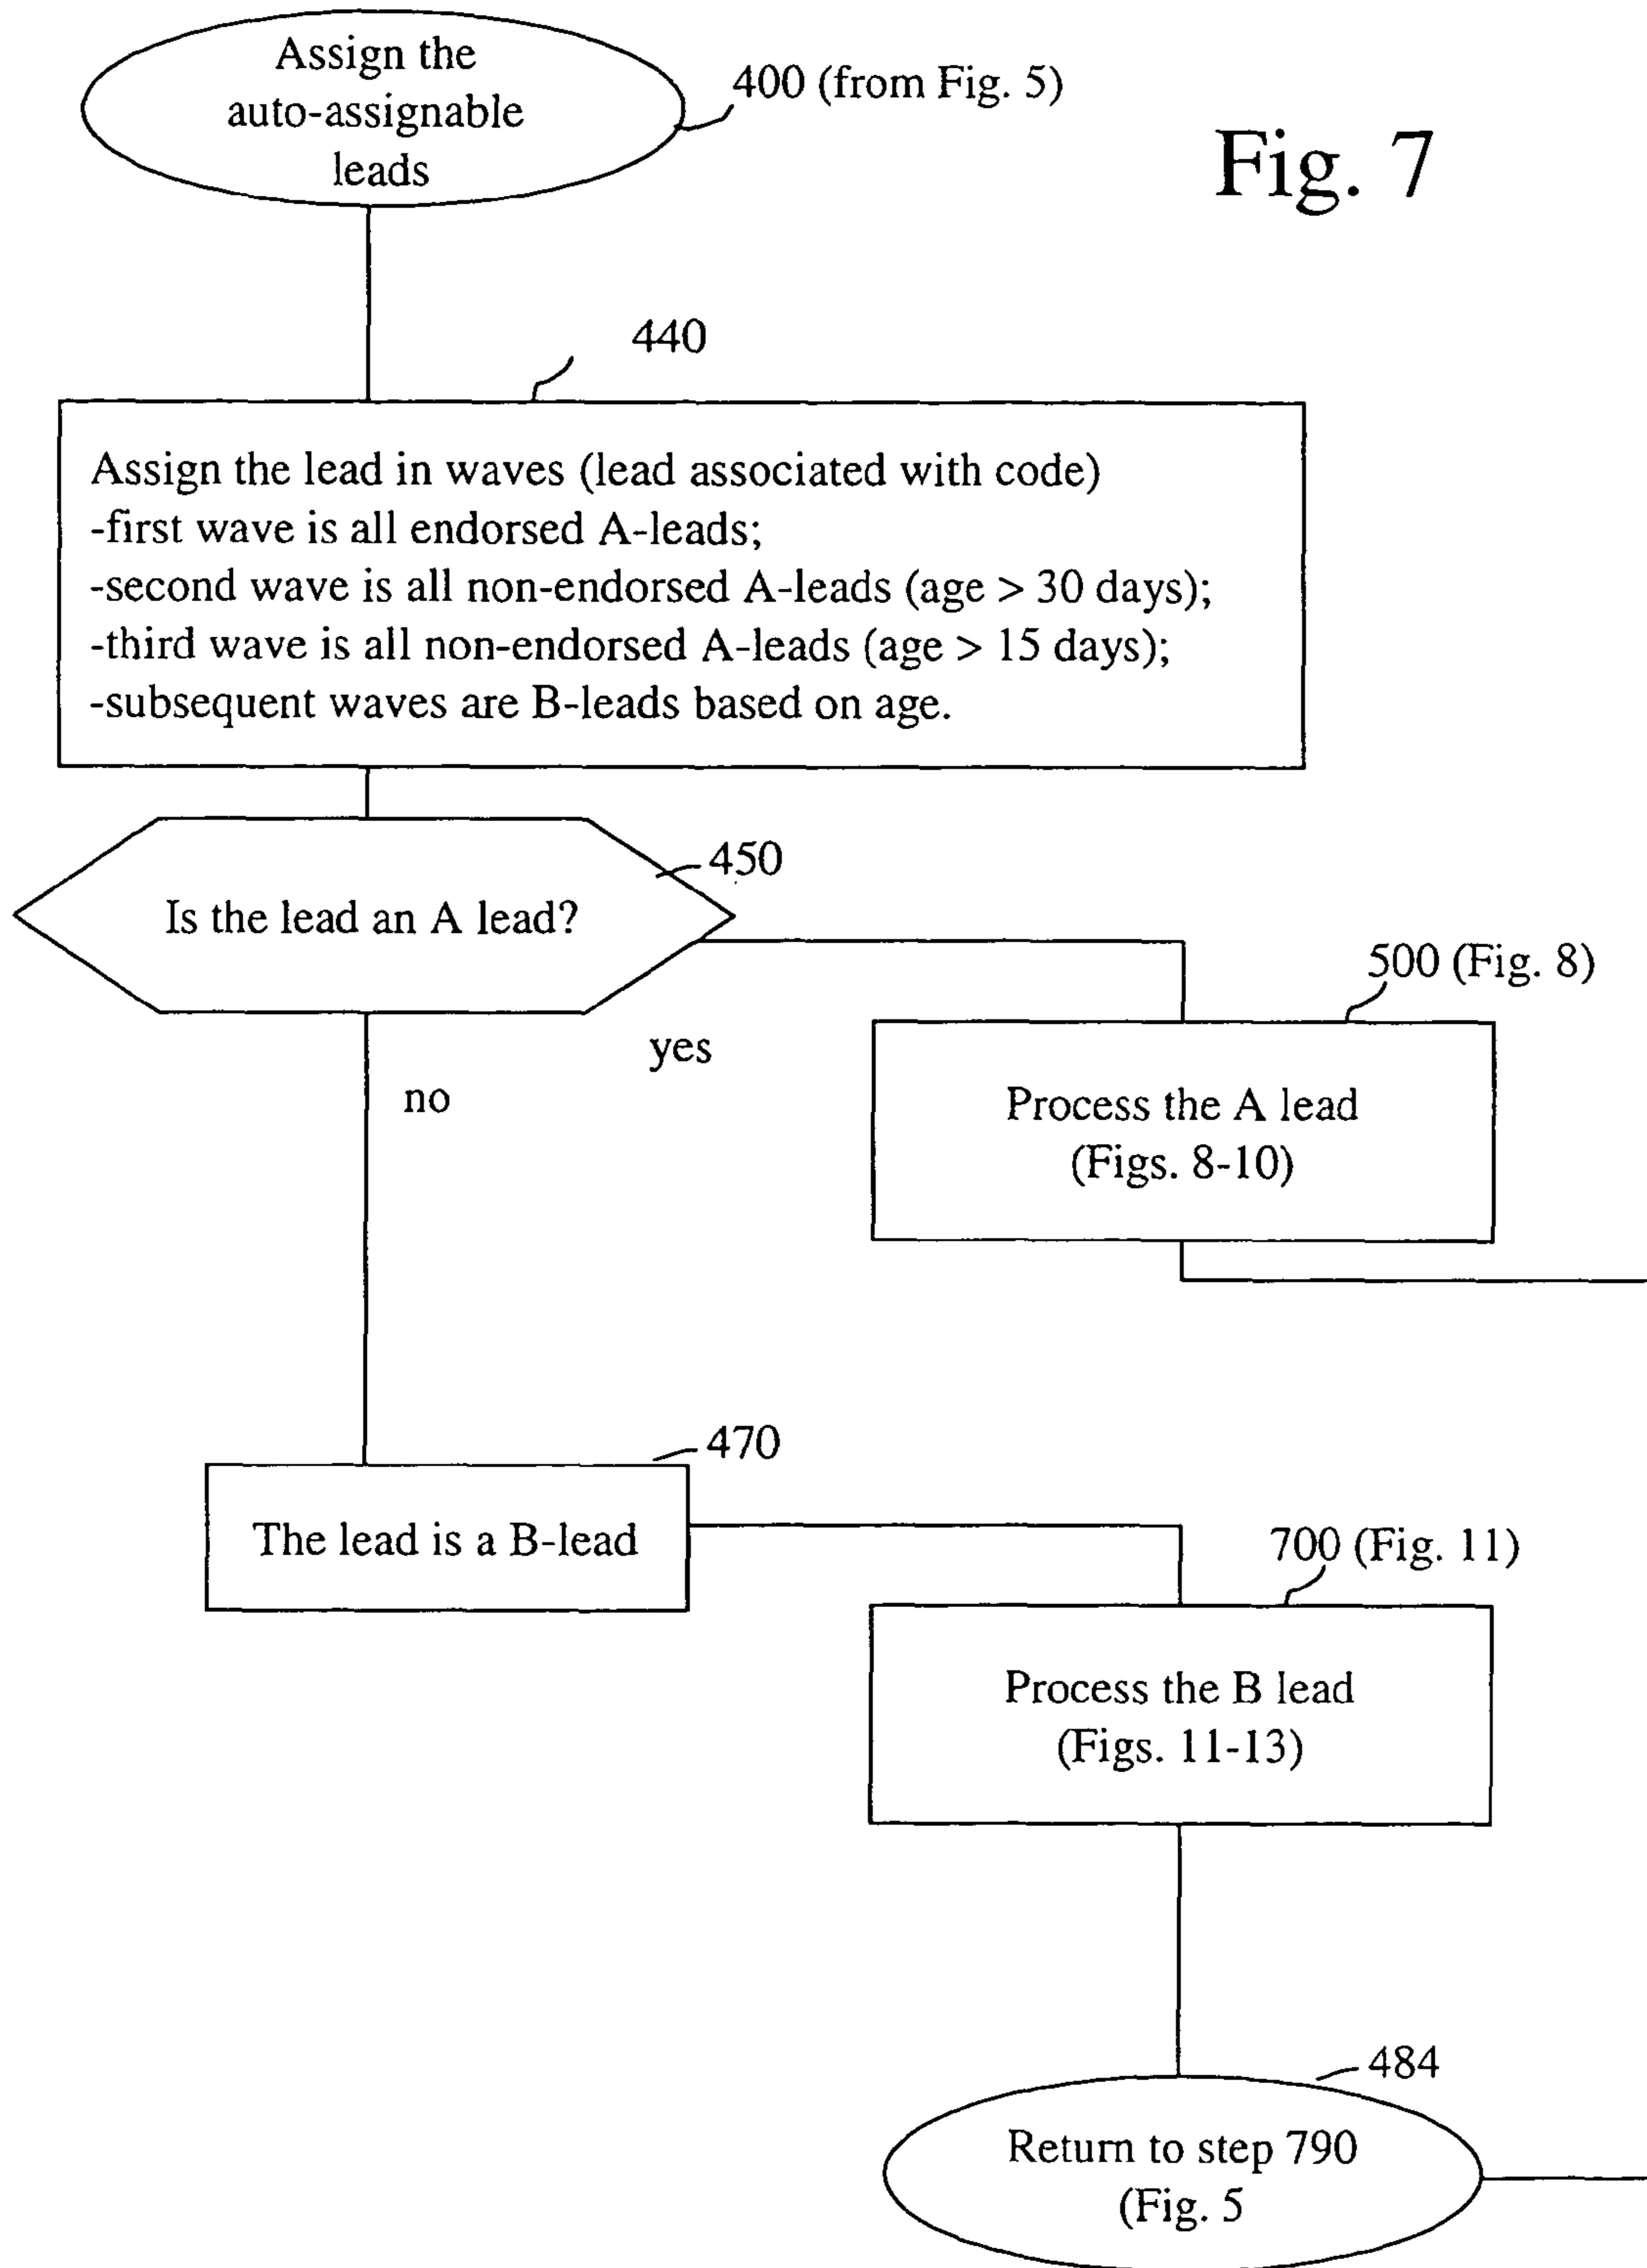 Assign the
auto-assignable
leads
400 (from Fig. 5)
Fig. 7
440
Assign the lead in waves (lead associated with code)
-first wave is all endorsed A-leads;
-second wave is all non-endorsed A-leads (age > 30 days);
-third wave is all non-endorsed A-leads (age > 15 days);
-subsequent waves are B-leads based on age.
450
Is the lead an A lead?
yes
no
500 (Fig. 8)
Process the A lead
(Figs. 8-10)
470
The lead is a B-lead
700 (Fig. 11)
Process the B lead
(Figs. 11-13)
484
Return to step 790
(Fig. 5